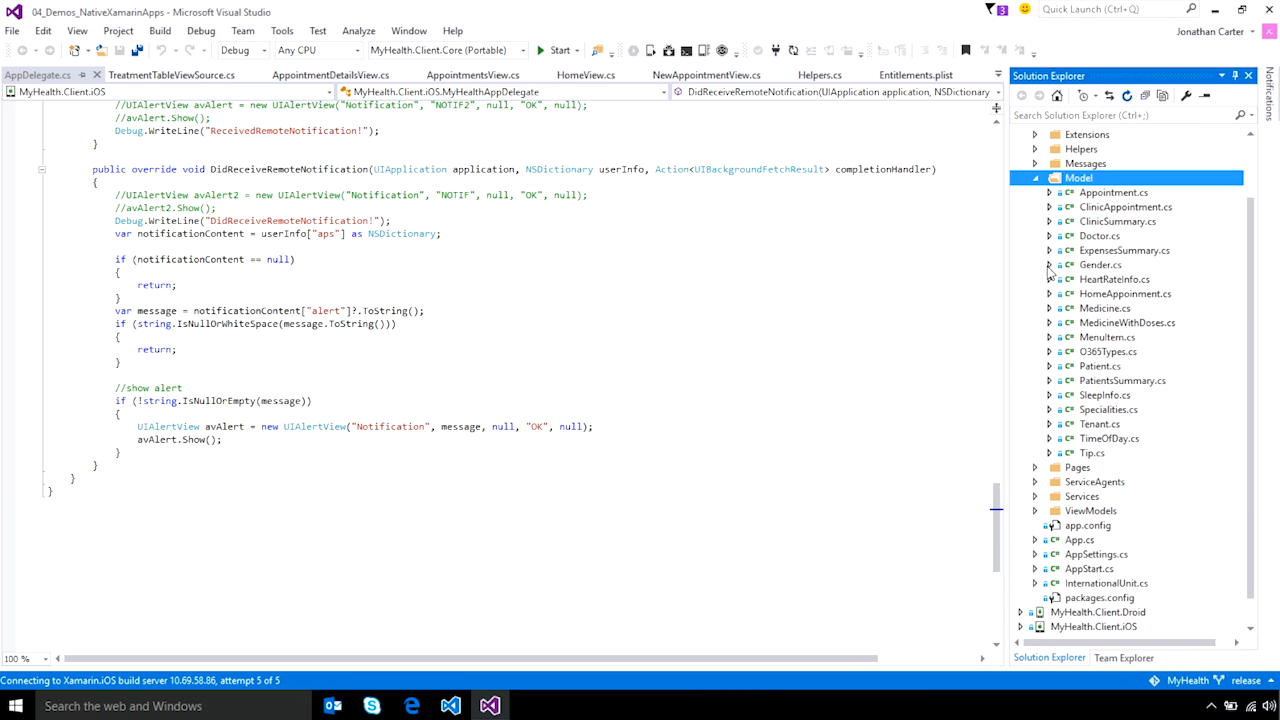 04_Demos_NativeXamarinApps - Microsoft Visual Studio
3
Quick Launch (Ctrl+;)
File Edit View Project Build Debug Team Tools Test Analyze Window Help
Jonathan Carter
Debug Any CPU MyHealth.Client.Core (Portable) Start
AppDelegate.cs TreatmentTableViewSource.cs AppointmentDetailsView.cs AppointmentsView.cs HomeView.cs NewAppointmentView.cs Helpers.cs Entitlements.plist
MyHealth.Client.iOS MyHealth.Client.iOS.MyHealthAppDelegate DidReceiveRemoteNotification(UIApplication application, NSDictionary
//UIAlertView avAlert = new UIAlertView("Notification", "NOTIF2", null, "OK", null);
//avAlert.Show();
Debug.WriteLine("ReceivedRemoteNotification!");
}
public override void DidReceiveRemoteNotification(UIApplication application, NSDictionary userInfo, Action<UIBackgroundFetchResult> completionHandler)
{
//UIAlertView avAlert2 = new UIAlertView("Notification", "NOTIF", null, "OK", null);
//avAlert2.Show();
Debug.WriteLine("DidReceiveRemoteNotification!");
var notificationContent = userInfo["aps"] as NSDictionary;
if (notificationContent == null)
{
return;
}
var message = notificationContent["alert"]?.ToString();
if (string.IsNullOrWhiteSpace(message.ToString()))
{
return;
}
//show alert
if (!string.IsNullOrEmpty(message))
{
UIAlertView avAlert = new UIAlertView("Notification", message, null, "OK", null);
avAlert.Show();
}
}
}
}
100 %
Solution Explorer
Search Solution Explorer (Ctrl+;)
Extensions
Helpers
Messages
Model
C# Appointment.cs
C# ClinicAppointment.cs
C# ClinicSummary.cs
C# Doctor.cs
C# ExpensesSummary.cs
C# Gender.cs
C# HeartRateInfo.cs
C# HomeAppoinment.cs
C# Medicine.cs
C# MedicineWithDoses.cs
C# MenuItem.cs
C# O365Types.cs
C# Patient.cs
C# PatientsSummary.cs
C# SleepInfo.cs
C# Specialities.cs
C# Tenant.cs
C# TimeOfDay.cs
C# Tip.cs
Pages
ServiceAgents
Services
ViewModels
app.config
C# App.cs
C# AppSettings.cs
C# AppStart.cs
C# InternationalUnit.cs
packages.config
MyHealth.Client.Droid
MyHealth.Client.iOS
Solution Explorer Team Explorer
Notifications
Connecting to Xamarin.iOS build server 10.69.58.86, attempt 5 of 5
MyHealth release
Search the web and Windows